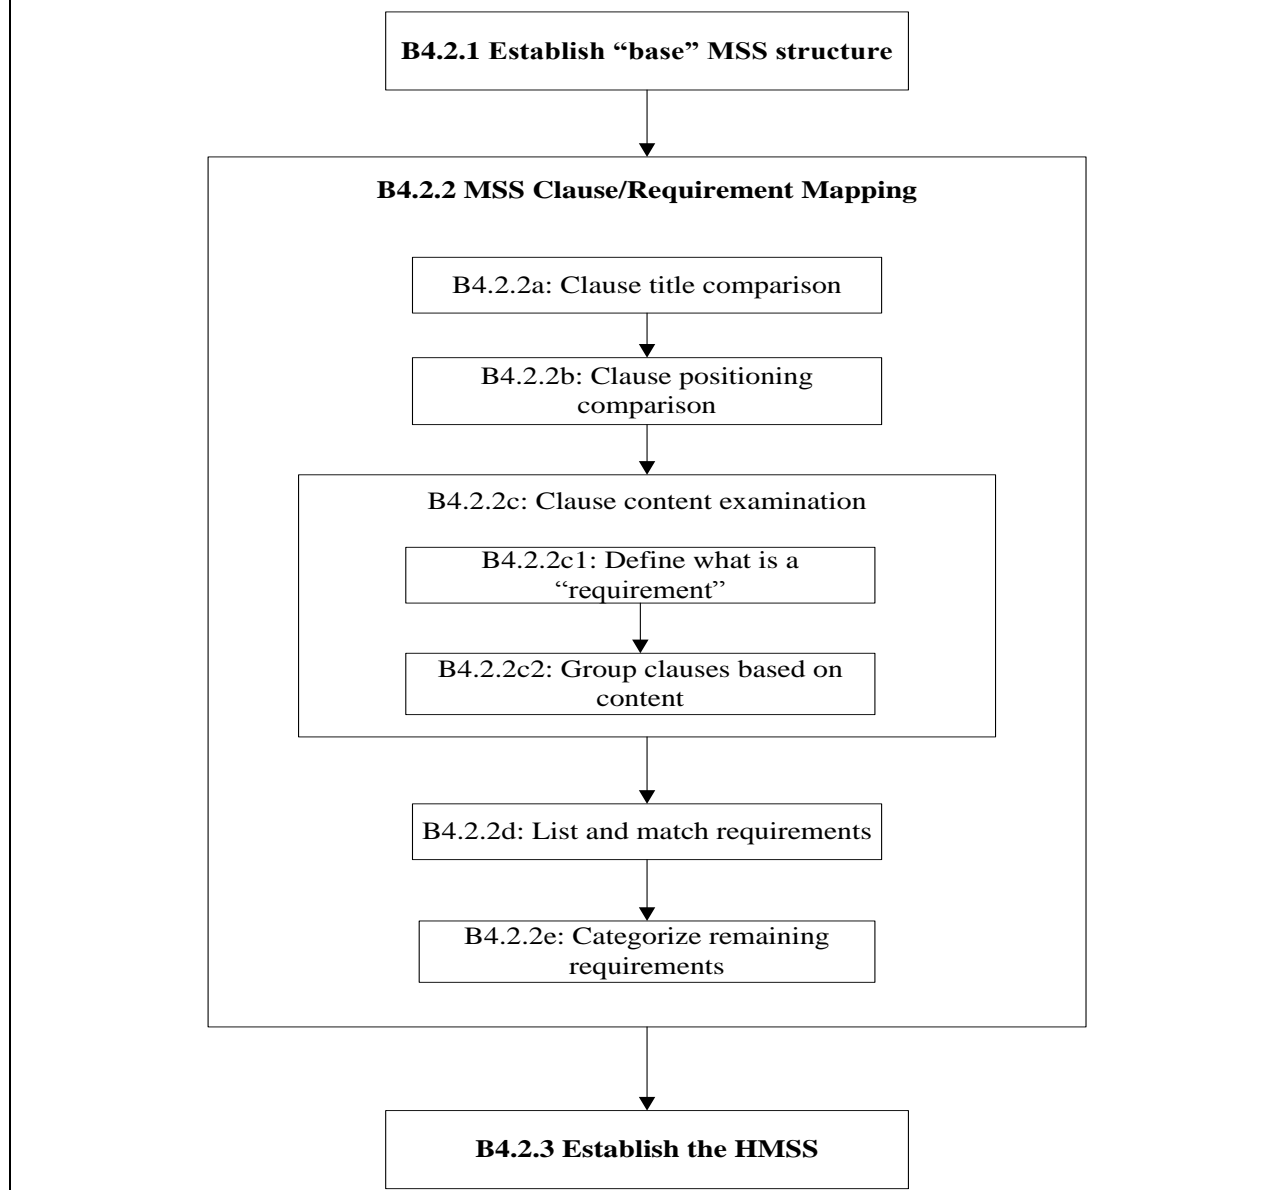 B4.2.1 Establish “base” MSS structure
B4.2.2 MSS Clause/Requirement Mapping
B4.2.2a: Clause title comparison
B4.2.2b: Clause positioning
comparison
B4.2.2c: Clause content examination
B4.2.2c1: Define what is a
“requirement”
B4.2.2c2: Group clauses based on
content
B4.2.2d: List and match requirements
B4.2.2e: Categorize remaining
requirements
B4.2.3 Establish the HMSS